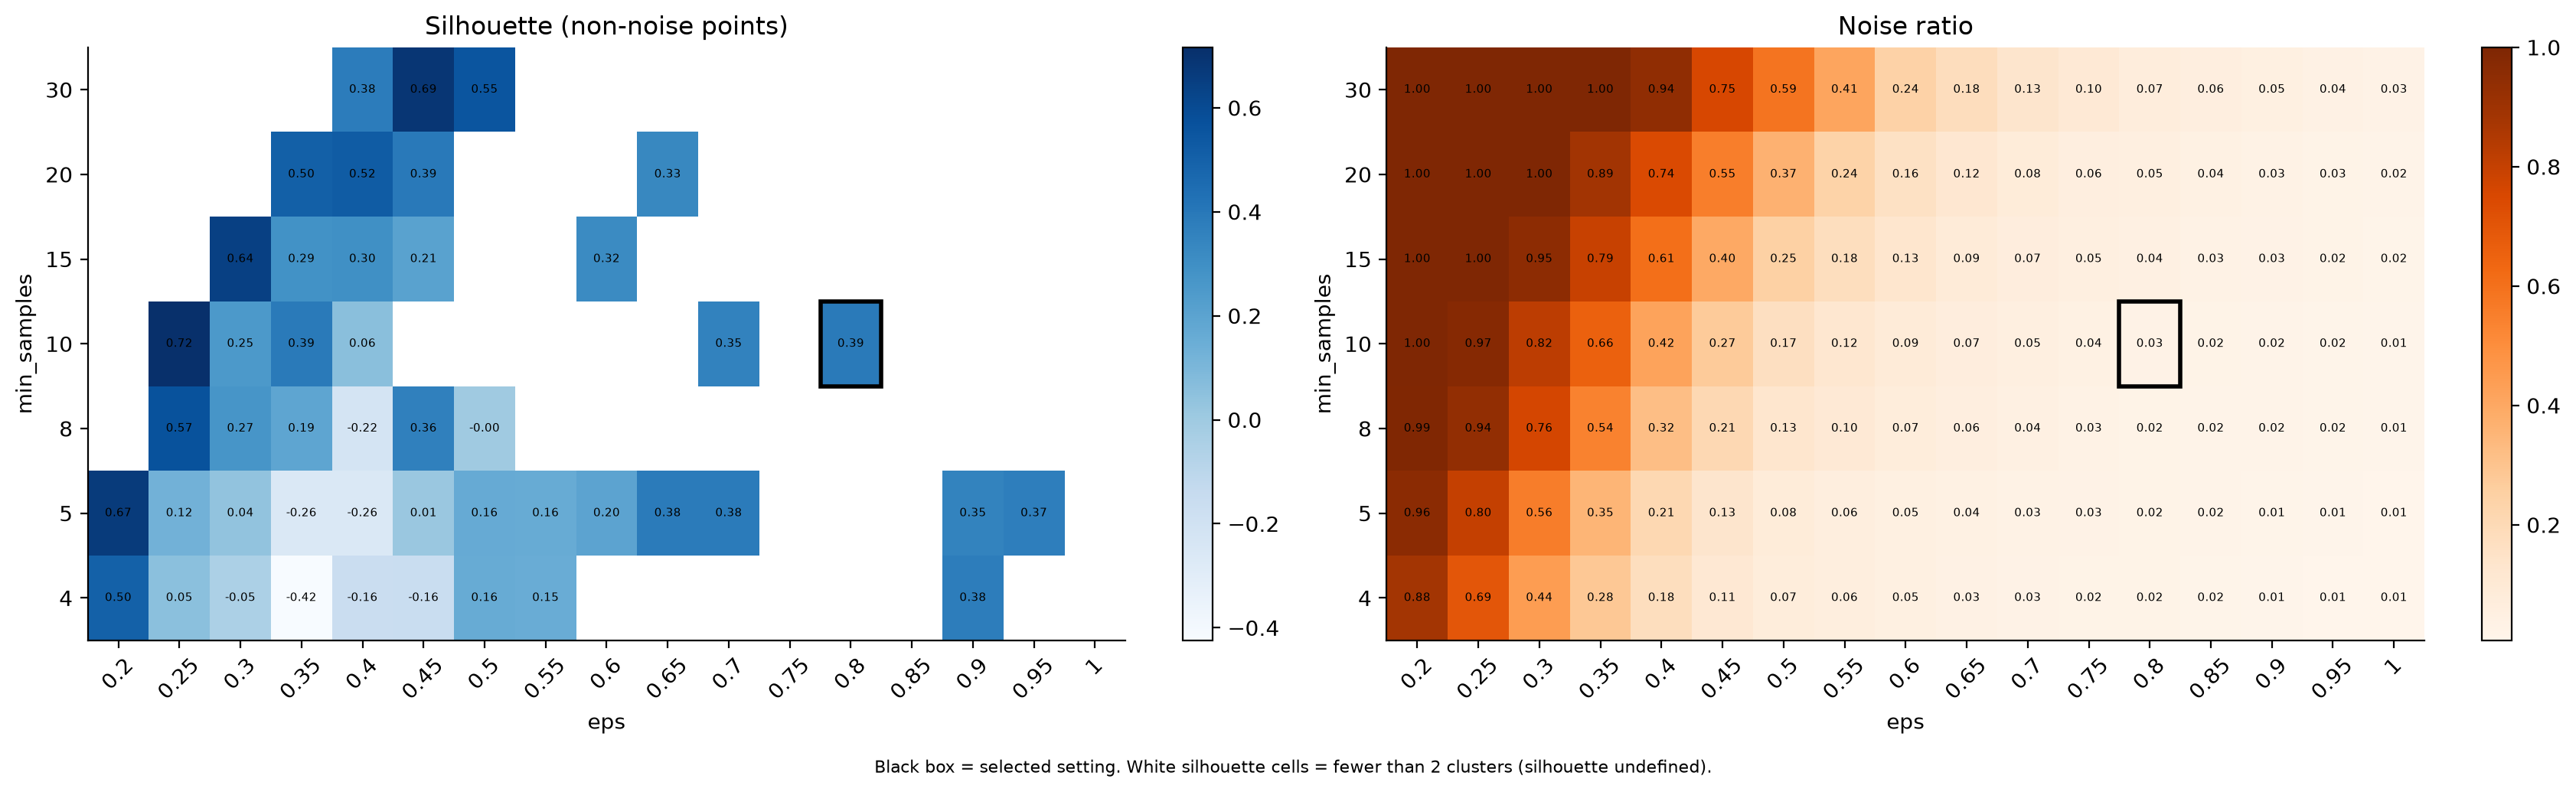 Silhouette (non-noise points)
min_samples
30 0.38 0.69 0.55
20 0.50 0.52 0.39 0.33
15 0.64 0.29 0.30 0.21 0.32
10 0.72 0.25 0.39 0.06 0.35 0.39
8 0.57 0.27 0.19 -0.22 0.36 -0.00
5 0.67 0.12 0.04 -0.26 -0.26 0.01 0.16 0.16 0.20 0.38 0.38 0.35 0.37
4 0.50 0.05 -0.05 -0.42 -0.16 -0.16 0.16 0.15 0.38
0.2 0.25 0.3 0.35 0.4 0.45 0.5 0.55 0.6 0.65 0.7 0.75 0.8 0.85 0.9 0.95 1
eps
0.6
0.4
0.2
0.0
−0.2
−0.4
Noise ratio
min_samples
30 1.00 1.00 1.00 1.00 0.94 0.75 0.59 0.41 0.24 0.18 0.13 0.10 0.07 0.06 0.05 0.04 0.03
20 1.00 1.00 1.00 0.89 0.74 0.55 0.37 0.24 0.16 0.12 0.08 0.06 0.05 0.04 0.03 0.03 0.02
15 1.00 1.00 0.95 0.79 0.61 0.40 0.25 0.18 0.13 0.09 0.07 0.05 0.04 0.03 0.03 0.02 0.02
10 1.00 0.97 0.82 0.66 0.42 0.27 0.17 0.12 0.09 0.07 0.05 0.04 0.03 0.02 0.02 0.02 0.01
8 0.99 0.94 0.76 0.54 0.32 0.21 0.13 0.10 0.07 0.06 0.04 0.03 0.02 0.02 0.02 0.02 0.01
5 0.96 0.80 0.56 0.35 0.21 0.13 0.08 0.06 0.05 0.04 0.03 0.03 0.02 0.02 0.01 0.01 0.01
4 0.88 0.69 0.44 0.28 0.18 0.11 0.07 0.06 0.05 0.03 0.03 0.02 0.02 0.02 0.01 0.01 0.01
0.2 0.25 0.3 0.35 0.4 0.45 0.5 0.55 0.6 0.65 0.7 0.75 0.8 0.85 0.9 0.95 1
eps
1.0
0.8
0.6
0.4
0.2
Black box = selected setting. White silhouette cells = fewer than 2 clusters (silhouette undefined).